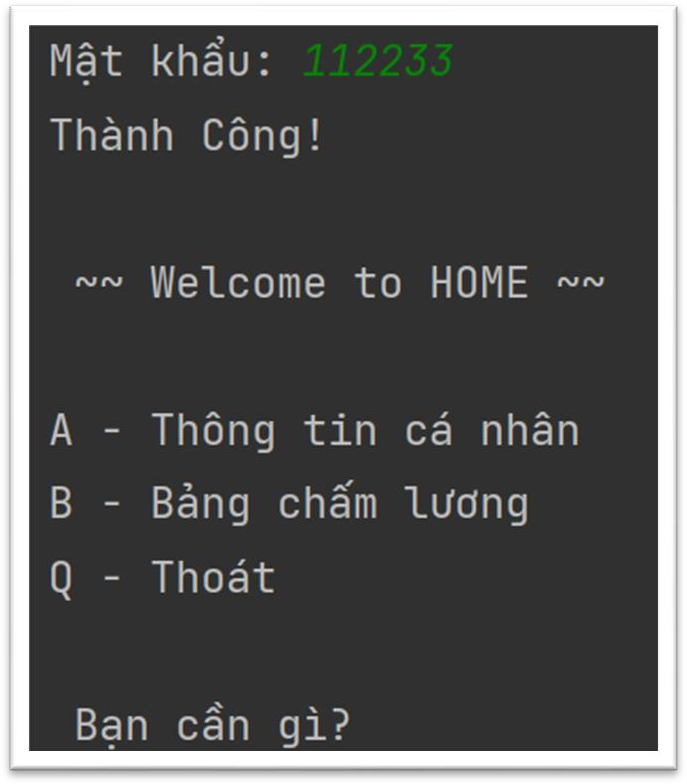 Mật khẩu: 112233
Thành Công!
~~ Welcome to HOME ~~
A - Thông tin cá nhân
B - Bảng chấm lương
Q - Thoát
Bạn cần gì?